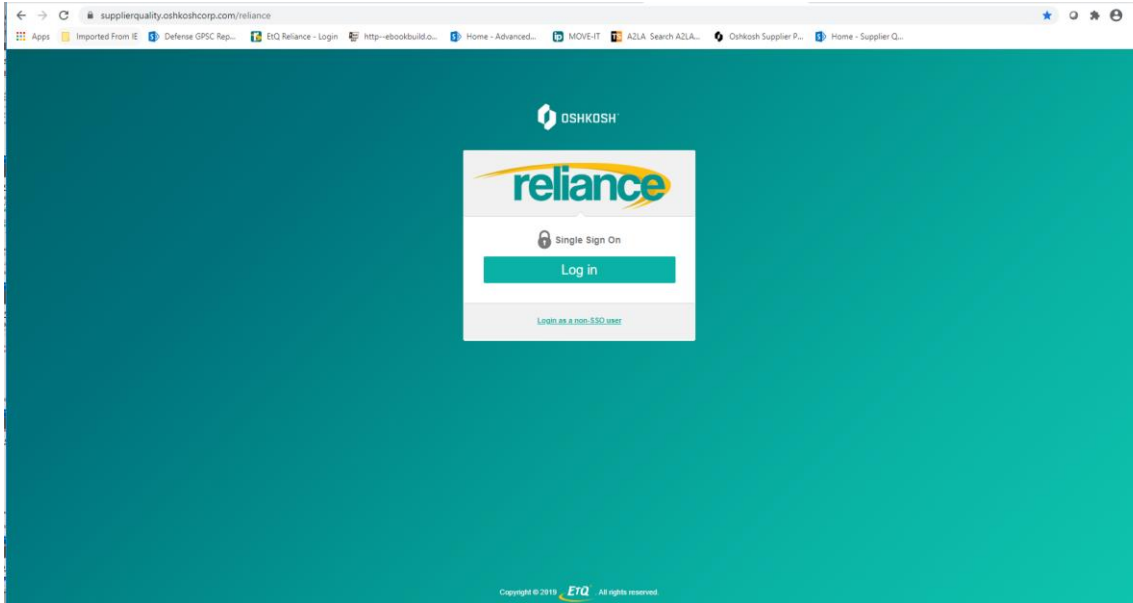 supplierquality.oshkoshcorp.com/reliance
Apps Imported From IE Defense GPSC Rep... EtQ Reliance - Login http--ebookbuild.o... Home - Advanced... MOVE-IT A2LA Search A2LA... Oshkosh Supplier P... Home - Supplier Q...
OSHKOSH
reliance
Single Sign On
Log in
Login as a non-SSO user
Copyright © 2019 ETQ . All rights reserved.